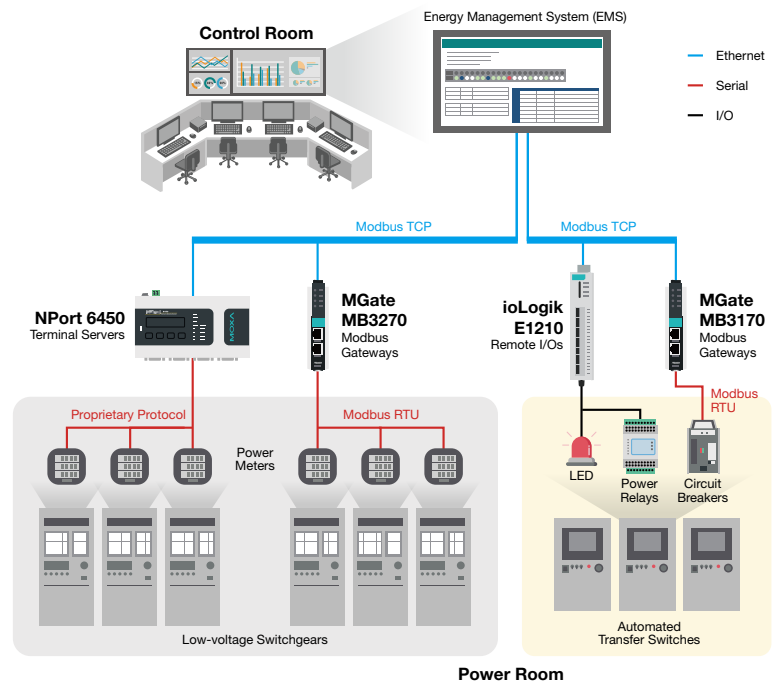 Energy Management System (EMS)
Control Room
Ethernet
Serial
I/O
Modbus TCP
Modbus TCP
NPort 6450
Terminal Servers
MOXA
MGate
MB3270
Modbus
Gateways
ioLogik
E1210
Remote I/Os
MGate
MB3170
Modbus
Gateways
Proprietary Protocol
Modbus RTU
Modbus
RTU
Power
Meters
LED
Power
Relays
Circuit
Breakers
Low-voltage Switchgears
Automated
Transfer Switches
Power Room